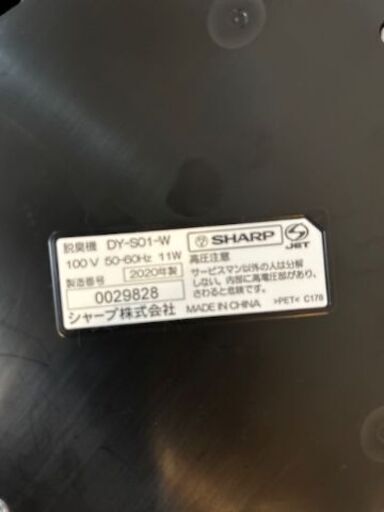 脱臭機 DY-S01-W
100V 50-60Hz 11W
製造番号 2020年製
0029828
シャープ株式会社
SHARP
JET
高圧注意
サービスマン以外の人は分解
しない。内部に高電圧部があり、
さわると危険です。
MADE IN CHINA >PET< C176